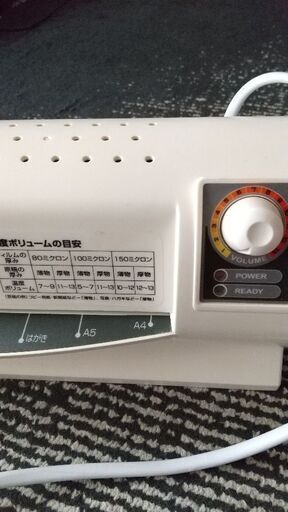 度ボリュームの目安
ィルムの厚み 80ミクロン 100ミクロン 150ミクロン
原稿の厚み 薄物 厚物 薄物 厚物 薄物 厚物
温度ボリューム 7〜9 11〜13 5〜7 11〜13 10〜12 12〜13
VOLUME
POWER
READY
はがき
A5
A4